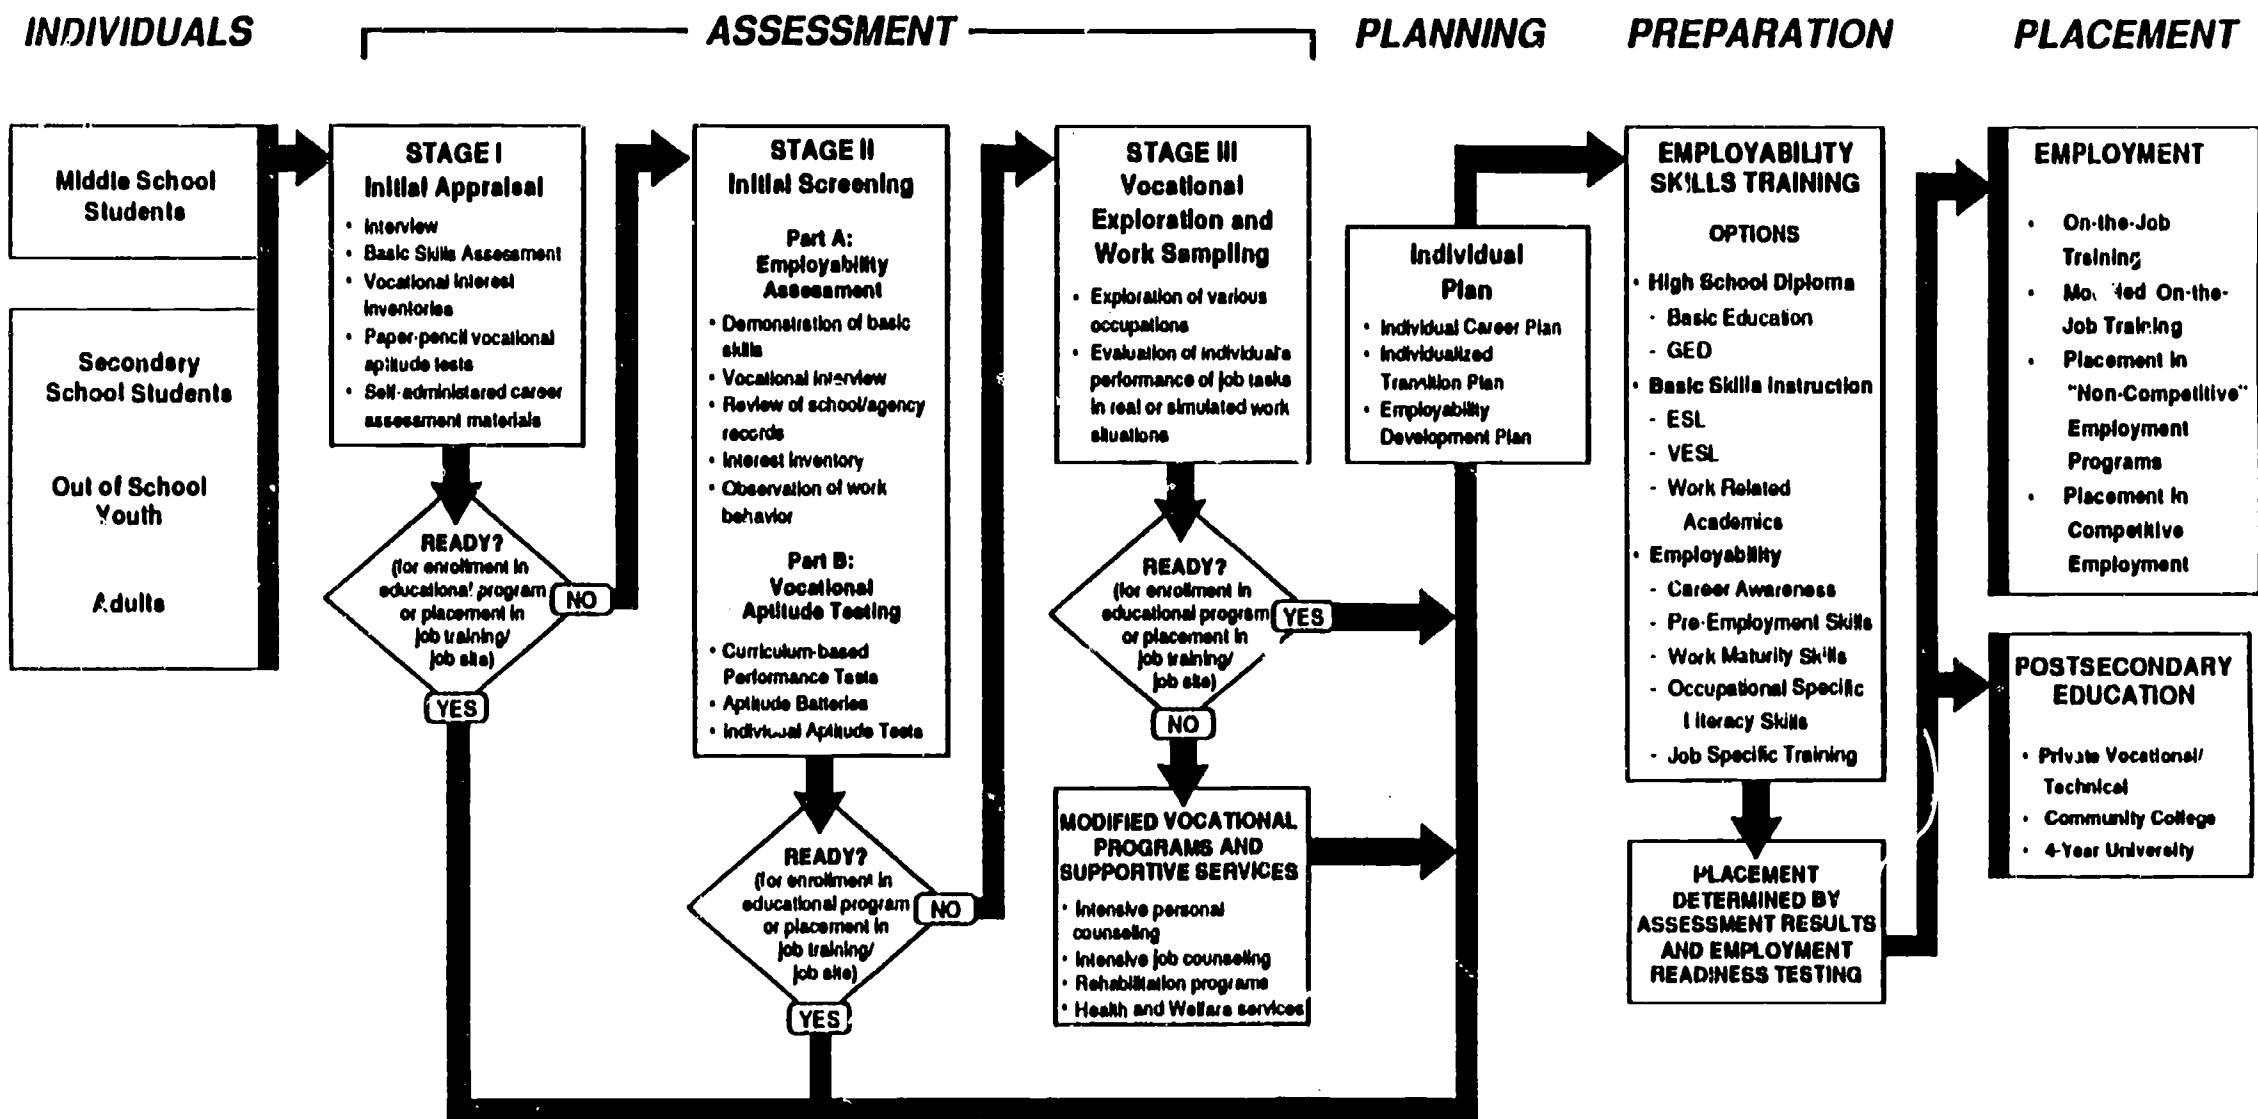 INDIVIDUALS
ASSESSMENT
PLANNING
PREPARATION
PLACEMENT
Middle School
Students
Secondary
School Students
Out of School
Youth
Adults
STAGE I
Initial Appraisal
• Interview
• Basic Skills Assessment
• Vocational Interest
Inventories
• Paper-pencil vocational
aptitude tests
• Self-administered career
assessment materials
READY?
(for enrollment in
educational program
or placement in
job training/
job site)
NO
YES
STAGE II
Initial Screening
Part A:
Employability
Assessment
• Demonstration of basic
skills
• Vocational interview
• Review of school/agency
records
• Interest Inventory
• Observation of work
behavior
Part B:
Vocational
Aptitude Testing
• Curriculum-based
Performance Tests
• Aptitude Batteries
• Individual Aptitude Tests
READY?
(for enrollment in
educational program
or placement in
job training/
job site)
NO
YES
STAGE III
Vocational
Exploration and
Work Sampling
• Exploration of various
occupations
• Evaluation of individual's
performance of job tasks
in real or simulated work
situations
READY?
(for enrollment in
educational program
or placement in
job training/
job site)
YES
NO
MODIFIED VOCATIONAL
PROGRAMS AND
SUPPORTIVE SERVICES
• Intensive personal
counseling
• Intensive job counseling
• Rehabilitation programs
• Health and Welfare services
Individual
Plan
• Individual Career Plan
• Individualized
Transition Plan
• Employability
Development Plan
EMPLOYABILITY
SKILLS TRAINING
OPTIONS
• High School Diploma
- Basic Education
- GED
• Basic Skills Instruction
- ESL
- VESL
- Work Related
Academics
• Employability
- Career Awareness
- Pre-Employment Skills
- Work Maturity Skills
- Occupational Specific
Literacy Skills
- Job Specific Training
PLACEMENT
DETERMINED BY
ASSESSMENT RESULTS
AND EMPLOYMENT
READINESS TESTING
EMPLOYMENT
• On-the-Job
Training
• On-the-
Job Training
• Placement in
"Non-Competitive"
Employment
Programs
• Placement in
Competitive
Employment
POSTSECONDARY
EDUCATION
• Private Vocational/
Technical
• Community College
• 4-Year University